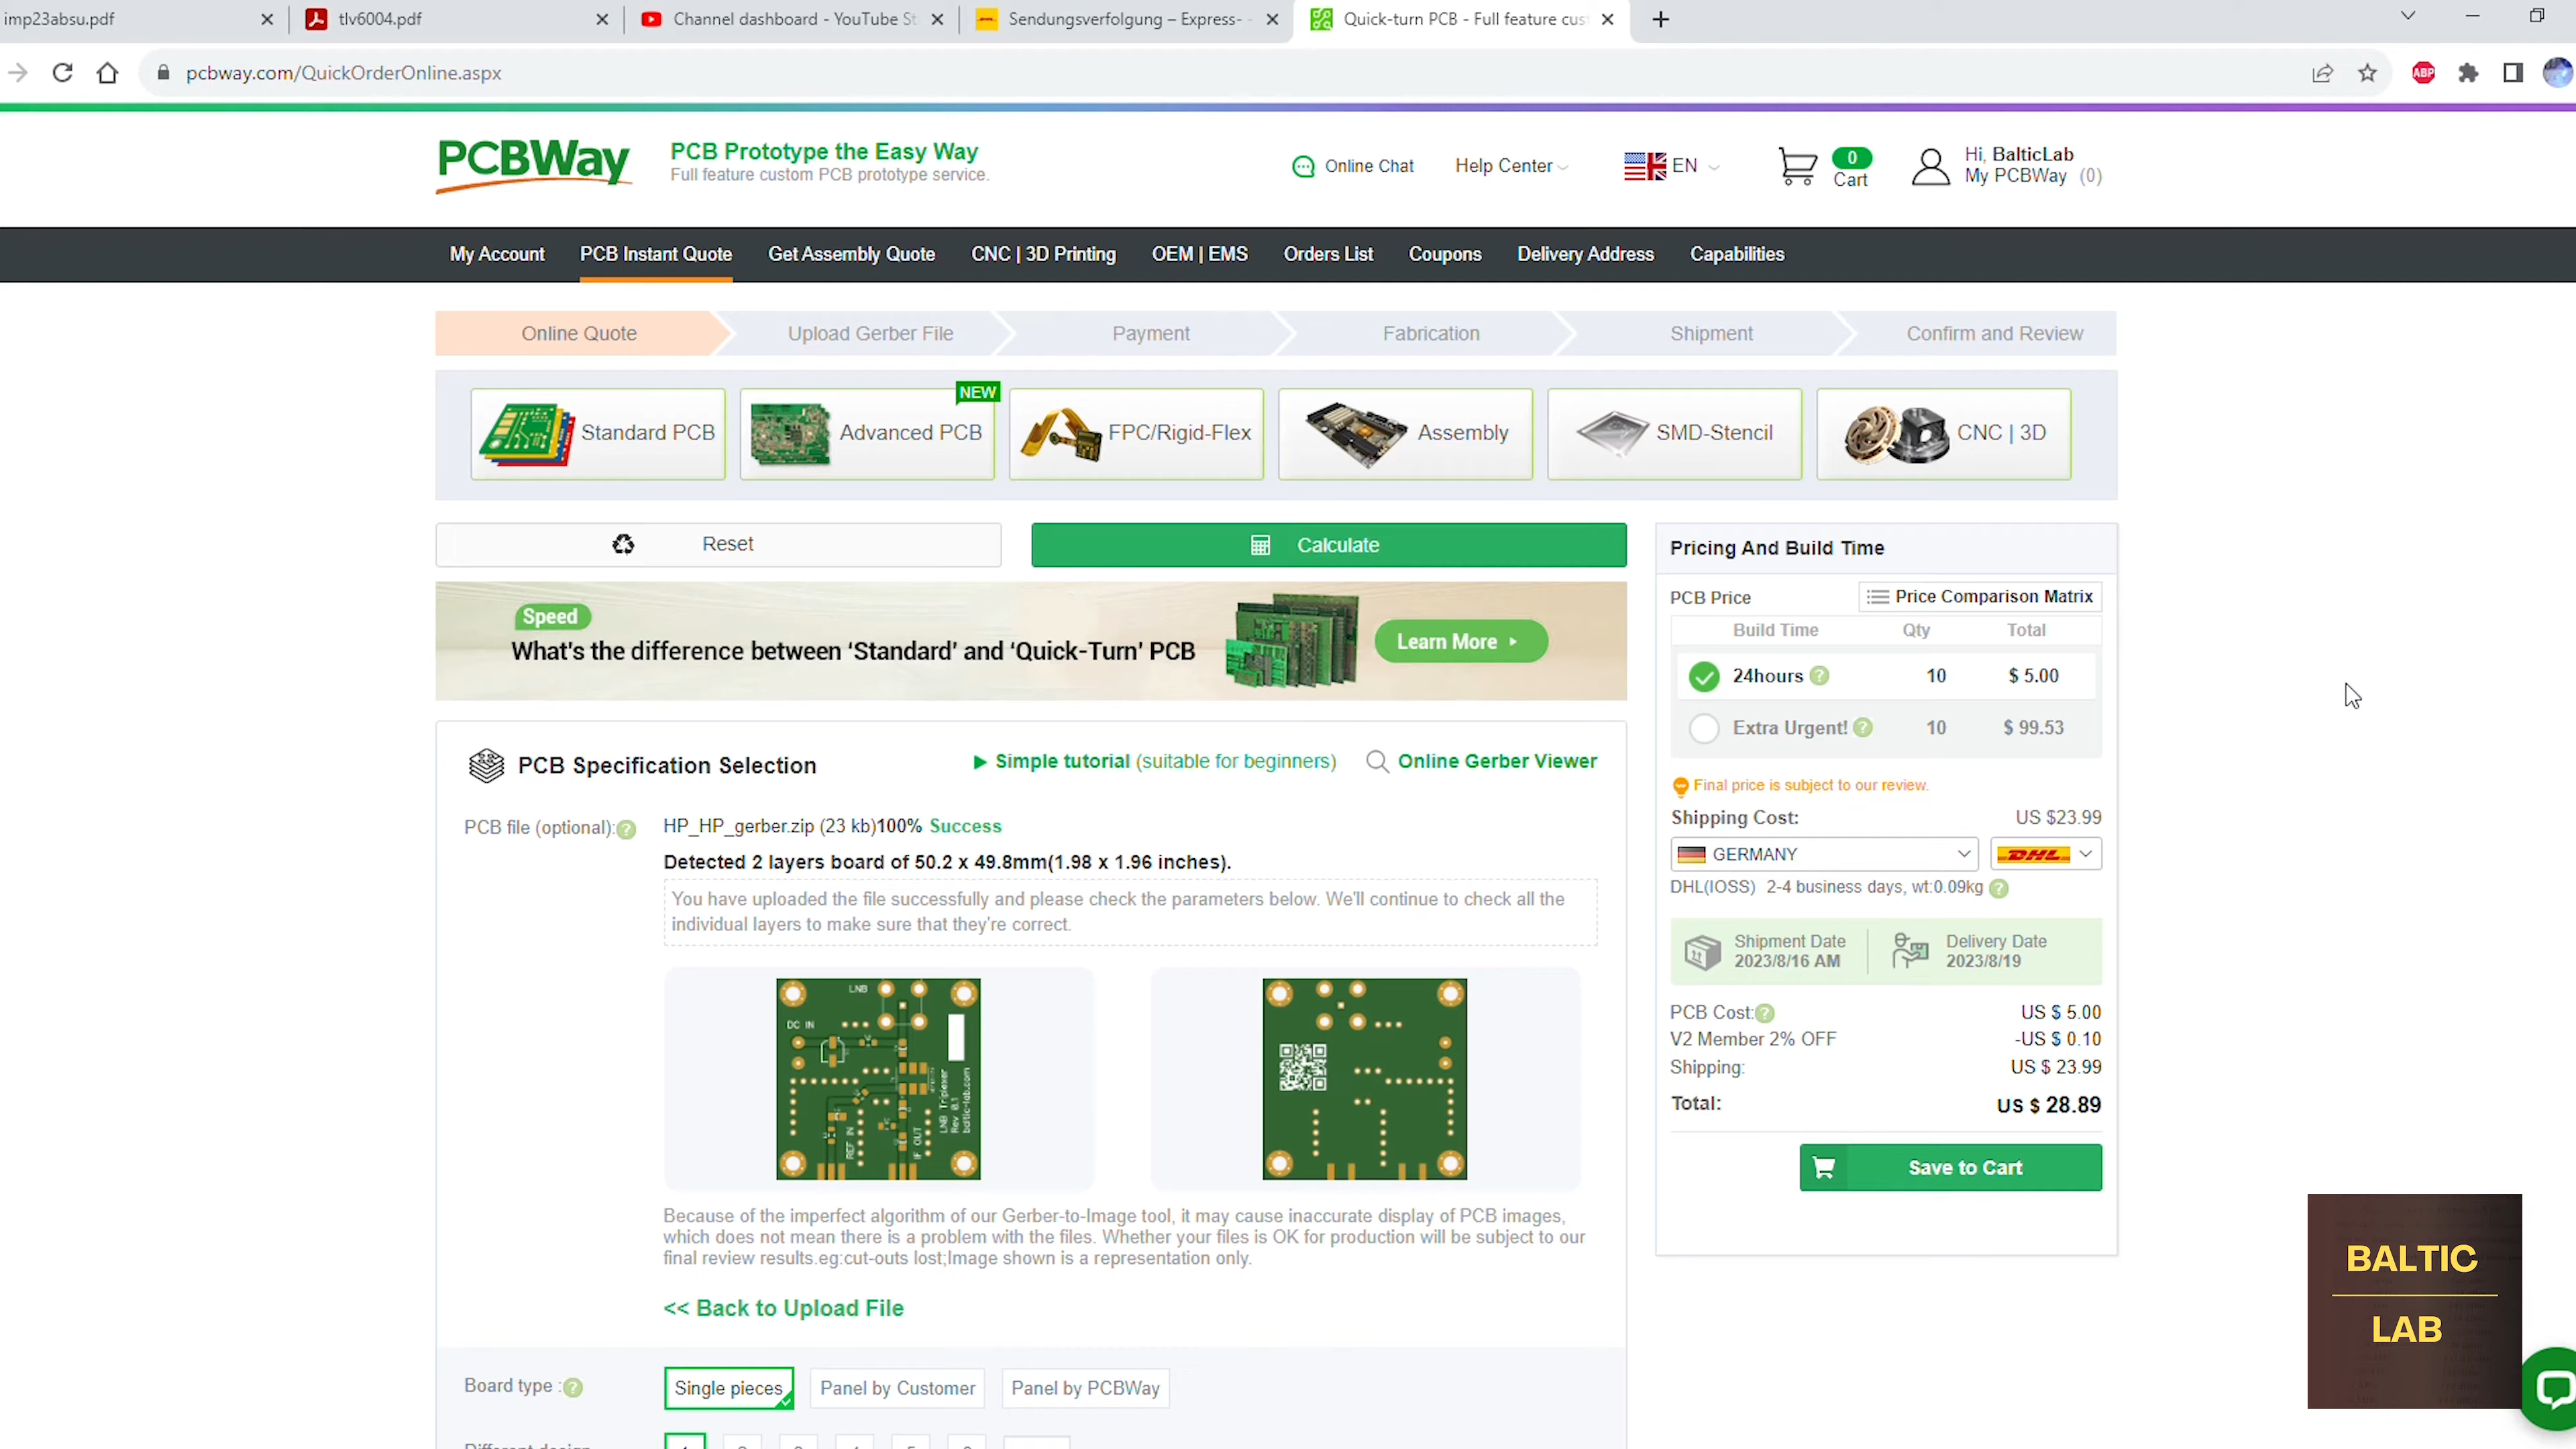 imp23absu.pdf
tlv6004.pdf
Channel dashboard - YouTube St
Sendungsverfolgung – Express-
Quick-turn PCB - Full feature cus
pcbway.com/QuickOrderOnline.aspx
ABP
PCBWay
PCB Prototype the Easy Way
Full feature custom PCB prototype service.
Online Chat
Help Center
EN
0
Cart
Hi, BalticLab
My PCBWay (0)
My Account
PCB Instant Quote
Get Assembly Quote
CNC | 3D Printing
OEM | EMS
Orders List
Coupons
Delivery Address
Capabilities
Online Quote
Upload Gerber File
Payment
Fabrication
Shipment
Confirm and Review
Standard PCB
NEW
Advanced PCB
FPC/Rigid-Flex
Assembly
SMD-Stencil
CNC | 3D
Reset
Calculate
Speed
What's the difference between ‘Standard’ and ‘Quick-Turn’ PCB
Learn More
PCB Specification Selection
Simple tutorial (suitable for beginners)
Online Gerber Viewer
PCB file (optional):
HP_HP_gerber.zip (23 kb)100% Success
Detected 2 layers board of 50.2 x 49.8mm(1.98 x 1.96 inches).
You have uploaded the file successfully and please check the parameters below. We'll continue to check all the
individual layers to make sure that they're correct.
LNB
DC IN
REF IN
IF OUT
LNB Triplexer
Rev 0.1
baltic-lab.com
Because of the imperfect algorithm of our Gerber-to-Image tool, it may cause inaccurate display of PCB images,
which does not mean there is a problem with the files. Whether your files is OK for production will be subject to our
final review results.eg:cut-outs lost;Image shown is a representation only.
<< Back to Upload File
Board type :
Single pieces
Panel by Customer
Panel by PCBWay
Pricing And Build Time
PCB Price
Price Comparison Matrix
Build Time Qty Total
24hours 10 $ 5.00
Extra Urgent! 10 $ 99.53
Final price is subject to our review.
Shipping Cost: US $23.99
GERMANY
DHL
DHL(IOSS) 2-4 business days, wt:0.09kg
Shipment Date
2023/8/16 AM
Delivery Date
2023/8/19
PCB Cost: US $ 5.00
V2 Member 2% OFF -US $ 0.10
Shipping: US $ 23.99
Total: US $ 28.89
Save to Cart
BALTIC
LAB